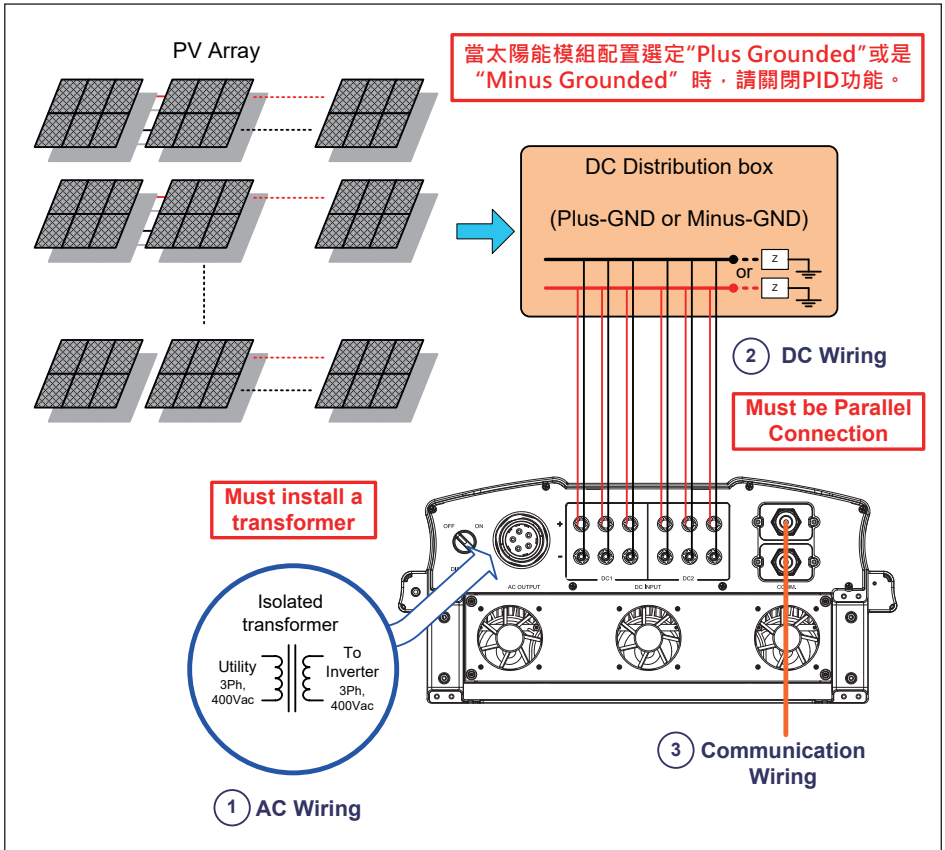 PV Array
當太陽能模組配置選定“Plus Grounded”或是
“Minus Grounded” 時，請關閉PID功能。
DC Distribution box
(Plus-GND or Minus-GND)
Z
or
Z
2 DC Wiring
Must be Parallel
Connection
Must install a
transformer
OFF
ON
+
-
DC1
DC2
AC OUTPUT
DC INPUT
COMM.
Isolated
transformer
Utility
3Ph,
400Vac
To
Inverter
3Ph,
400Vac
1 AC Wiring
3 Communication
Wiring